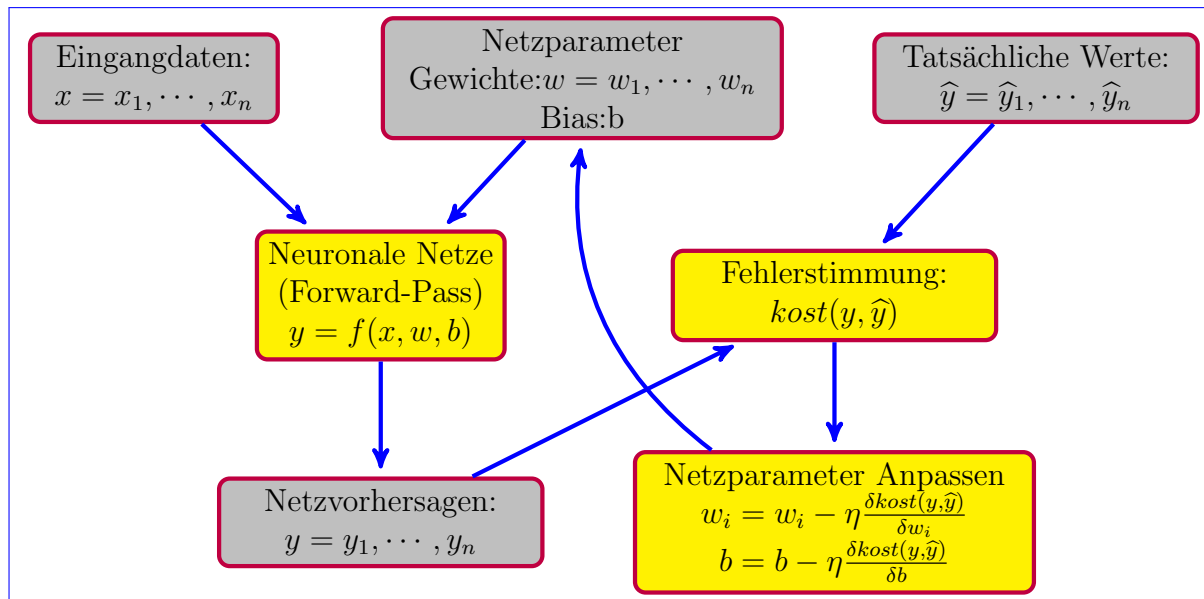 Eingangdaten:
x = x₁, ⋯ , xₙ
Netzparameter
Gewichte:w = w₁, ⋯ , wₙ
Bias:b
Tatsächliche Werte:
ŷ = ŷ₁, ⋯ , ŷₙ
Neuronale Netze
(Forward-Pass)
y = f(x, w, b)
Fehlerstimmung:
kost(y, ŷ)
Netzvorhersagen:
y = y₁, ⋯ , yₙ
Netzparameter Anpassen
wᵢ = wᵢ − η δkost(y,ŷ)/δwᵢ
b = b − η δkost(y,ŷ)/δb